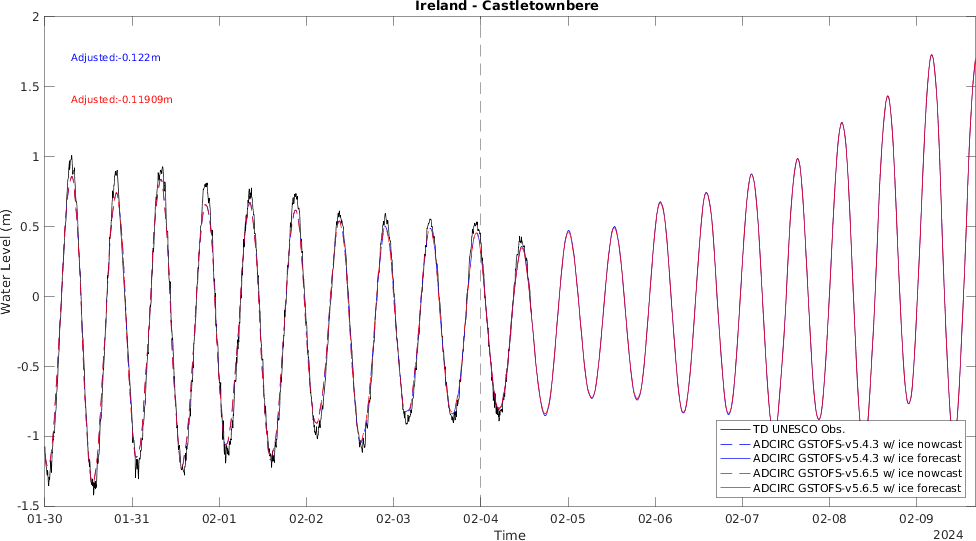 Ireland - Castletownbere
2
1.5
1
0.5
0
-0.5
-1
-1.5
Water Level (m)
Adjusted:-0.122m
Adjusted:-0.11909m
TD UNESCO Obs.
ADCIRC GSTOFS-v5.4.3 w/ ice nowcast
ADCIRC GSTOFS-v5.4.3 w/ ice forecast
ADCIRC GSTOFS-v5.6.5 w/ ice nowcast
ADCIRC GSTOFS-v5.6.5 w/ ice forecast
01-30 01-31 02-01 02-02 02-03 02-04 02-05 02-06 02-07 02-08 02-09
Time
2024